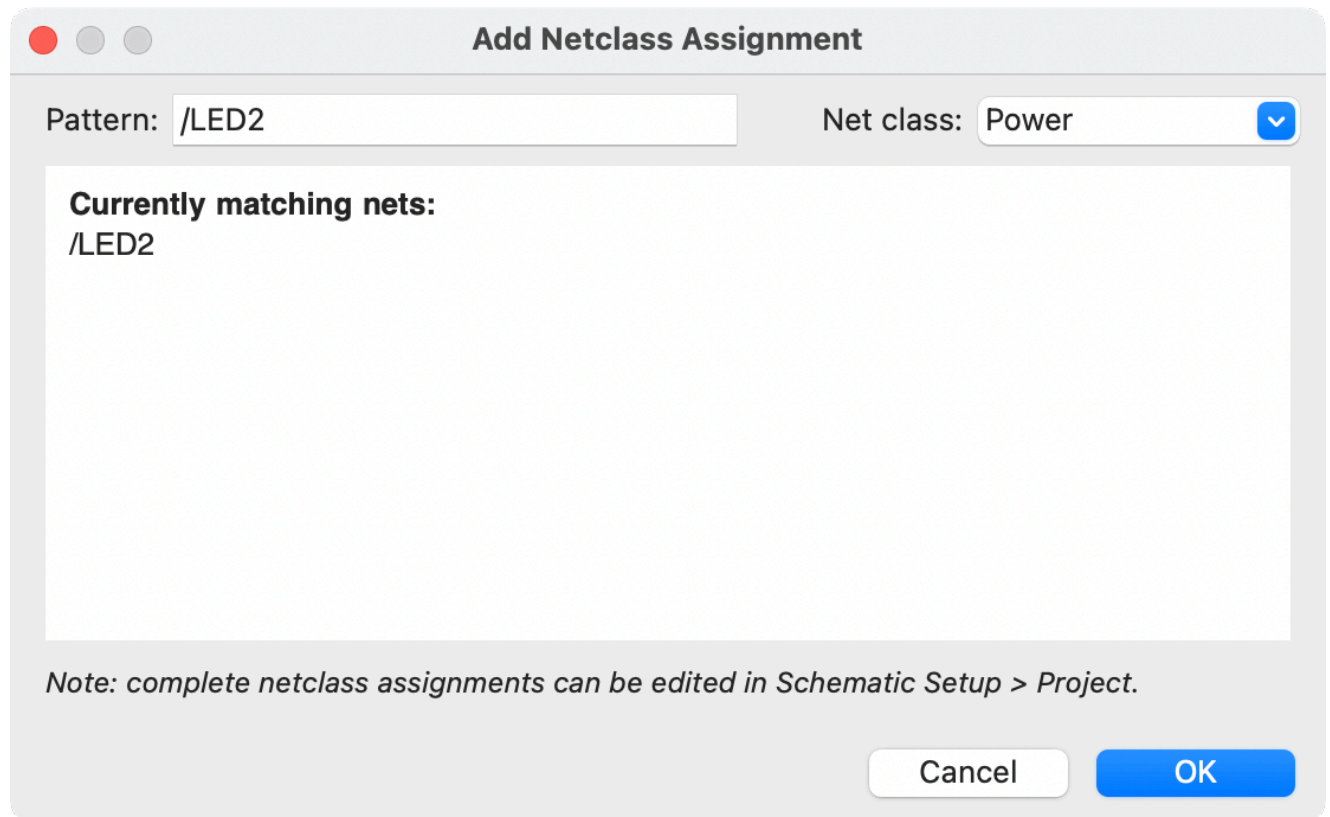 Add Netclass Assignment
Pattern: /LED2 Net class: Power
Currently matching nets:
/LED2
Note: complete netclass assignments can be edited in Schematic Setup > Project.
Cancel OK